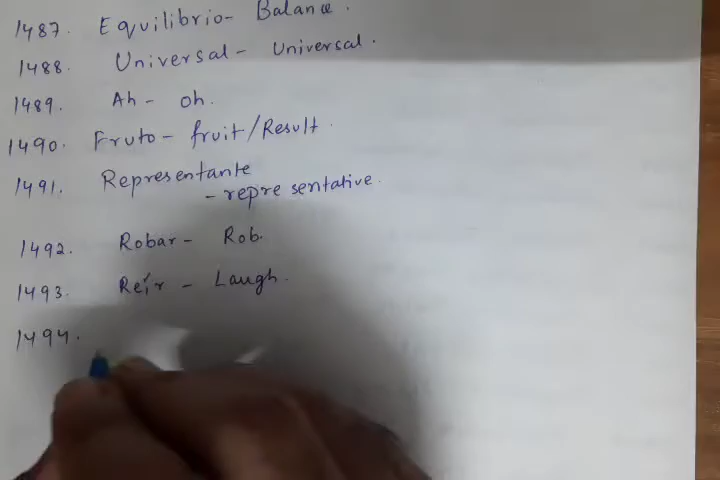 1487. Equilibrio- Balance.
1488. Universal- Universal.
1489. Ah- Oh.
1490. Fruto- fruit/Result.
1491. Representante
-representative.
1492. Robar- Rob.
1493. Reír- Laugh.
1494.